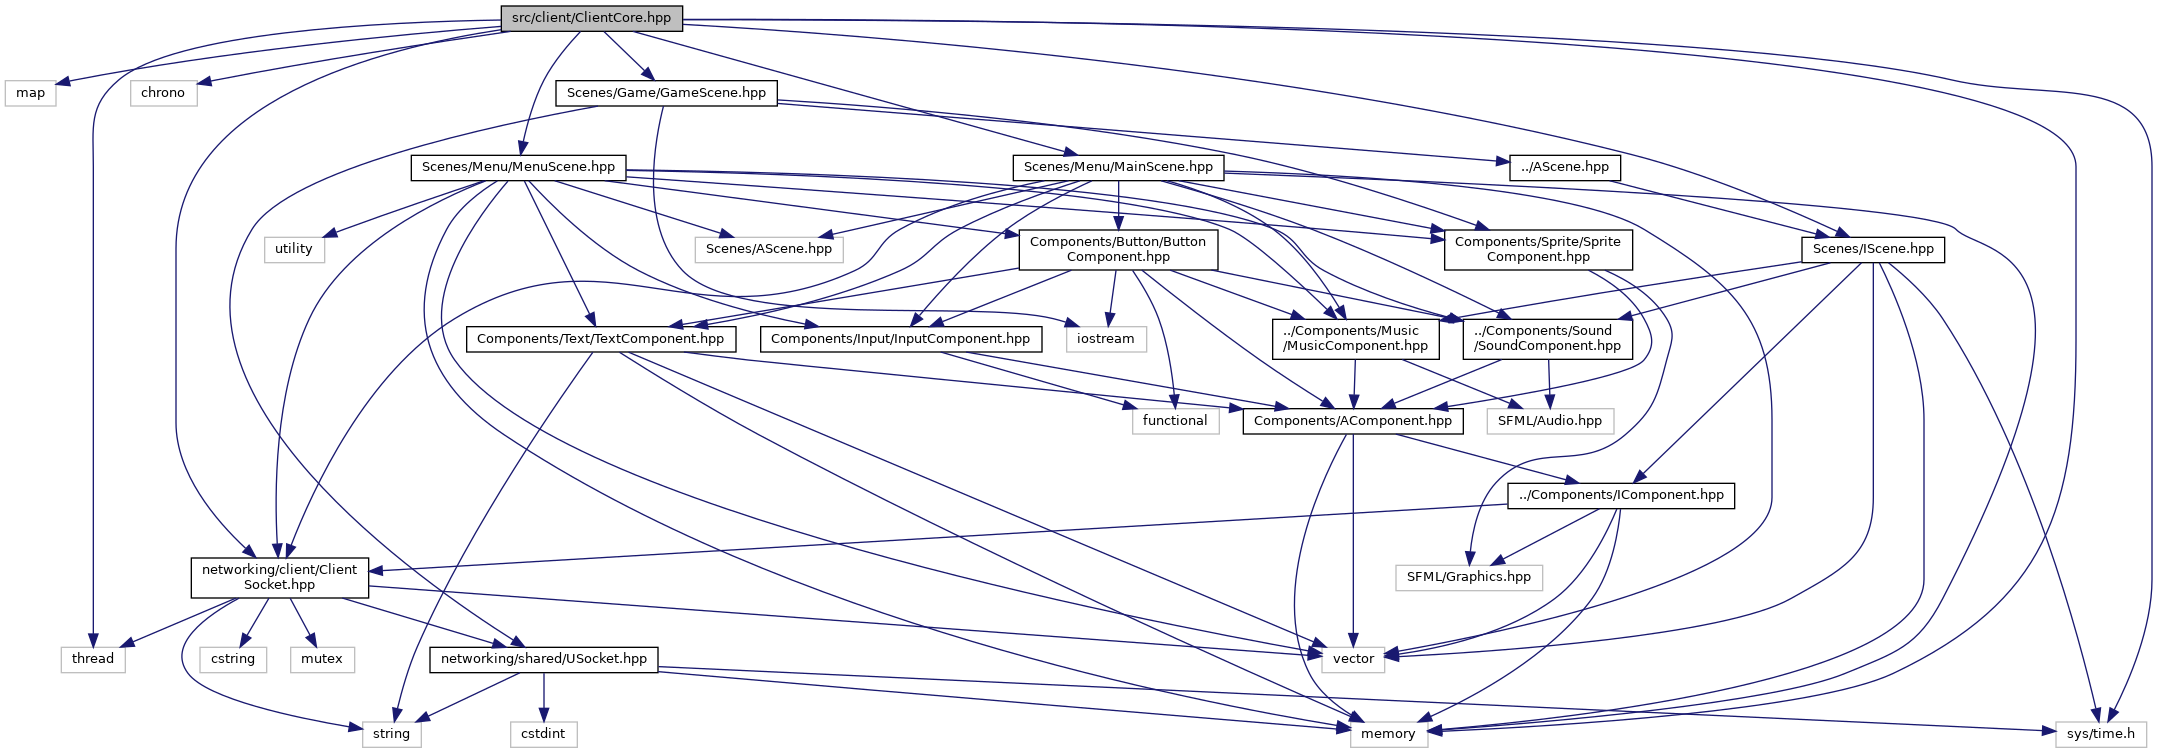 src/client/ClientCore.hpp
map
chrono
Scenes/Game/GameScene.hpp
Scenes/Menu/MenuScene.hpp
Scenes/Menu/MainScene.hpp
../AScene.hpp
utility
Scenes/AScene.hpp
Components/Button/Button
Component.hpp
Components/Sprite/Sprite
Component.hpp
Scenes/IScene.hpp
Components/Text/TextComponent.hpp
Components/Input/InputComponent.hpp
iostream
../Components/Music
/MusicComponent.hpp
../Components/Sound
/SoundComponent.hpp
functional
Components/AComponent.hpp
SFML/Audio.hpp
../Components/IComponent.hpp
networking/client/Client
Socket.hpp
SFML/Graphics.hpp
thread
cstring
mutex
networking/shared/USocket.hpp
vector
string
cstdint
memory
sys/time.h